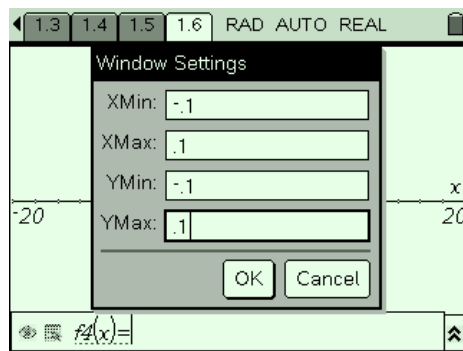 1.3 1.4 1.5 1.6 RAD AUTO REAL
Window Settings
XMin: -.1
XMax: .1
YMin: -.1
x
-20
20
YMax: .1
OK Cancel
f4(x)=